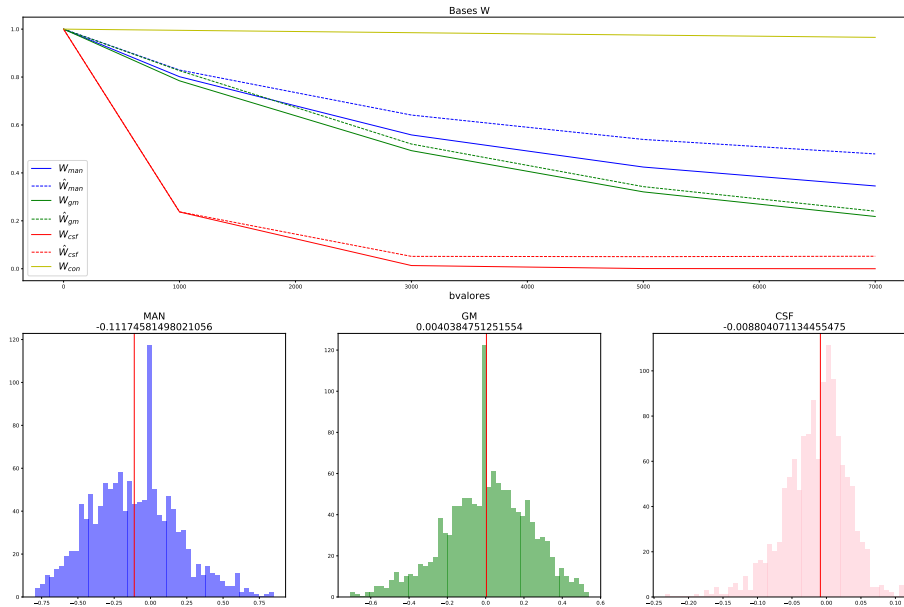 Bases W
1.0
0.8
0.6
0.4
0.2
0.0
W_man
Ŵ_man
W_gm
Ŵ_gm
W_csf
Ŵ_csf
W_con
0 1000 2000 3000 4000 5000 6000 7000
bvalores
MAN
-0.11174581498021056
120
100
80
60
40
20
0
−0.75 −0.50 −0.25 0.00 0.25 0.50 0.75
GM
0.0040384751251554
120
100
80
60
40
20
0
−0.6 −0.4 −0.2 0.0 0.2 0.4 0.6
CSF
-0.008804071134455475
100
80
60
40
20
0
−0.25 −0.20 −0.15 −0.10 −0.05 0.00 0.05 0.10